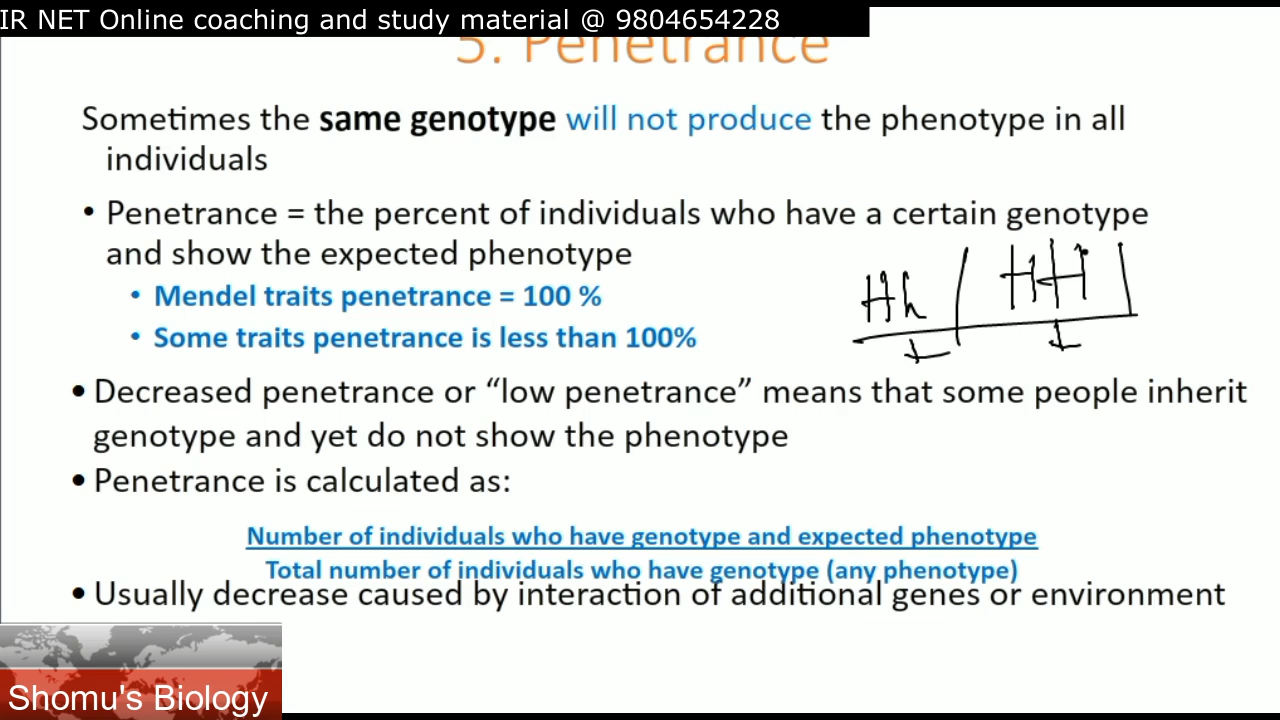 IR NET Online coaching and study material @ 9804654228
5. Penetrance
Sometimes the same genotype will not produce the phenotype in all
individuals
• Penetrance = the percent of individuals who have a certain genotype
and show the expected phenotype
• Mendel traits penetrance = 100 %
• Some traits penetrance is less than 100%
Hh | HH |
• Decreased penetrance or “low penetrance” means that some people inherit
genotype and yet do not show the phenotype
• Penetrance is calculated as:
Number of individuals who have genotype and expected phenotype
Total number of individuals who have genotype (any phenotype)
• Usually decrease caused by interaction of additional genes or environment
Shomu's Biology